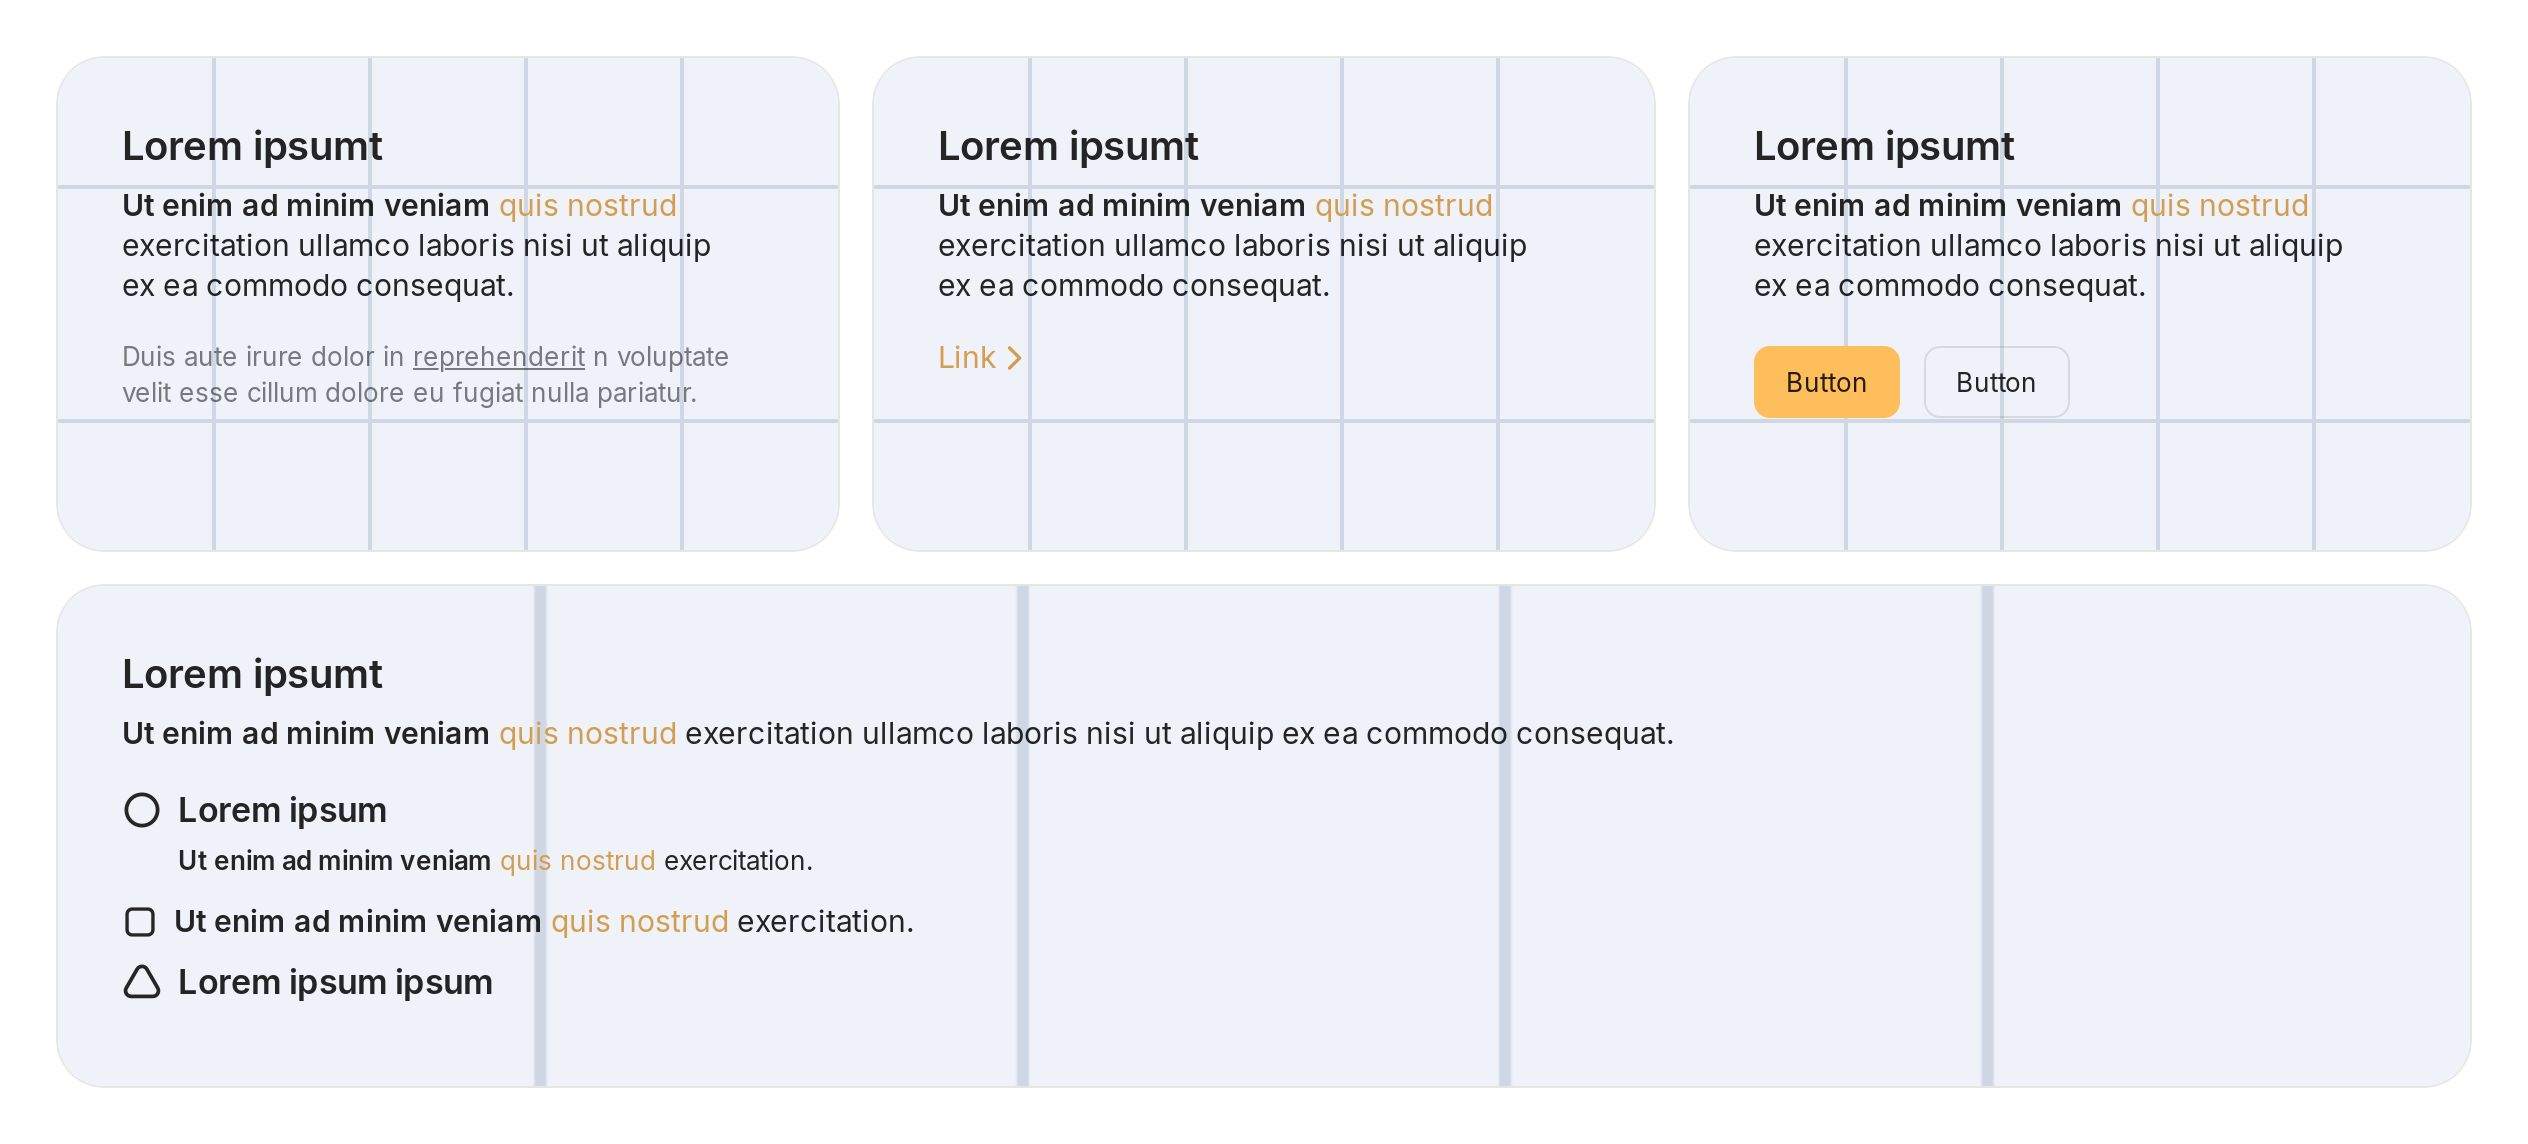 Lorem ipsumt
Ut enim ad minim veniam quis nostrud
exercitation ullamco laboris nisi ut aliquip
ex ea commodo consequat.
Duis aute irure dolor in reprehenderit n voluptate
velit esse cillum dolore eu fugiat nulla pariatur.
Lorem ipsumt
Ut enim ad minim veniam quis nostrud
exercitation ullamco laboris nisi ut aliquip
ex ea commodo consequat.
Link
Lorem ipsumt
Ut enim ad minim veniam quis nostrud
exercitation ullamco laboris nisi ut aliquip
ex ea commodo consequat.
Button Button
Lorem ipsumt
Ut enim ad minim veniam quis nostrud exercitation ullamco laboris nisi ut aliquip ex ea commodo consequat.
Lorem ipsum
Ut enim ad minim veniam quis nostrud exercitation.
Ut enim ad minim veniam quis nostrud exercitation.
Lorem ipsum ipsum